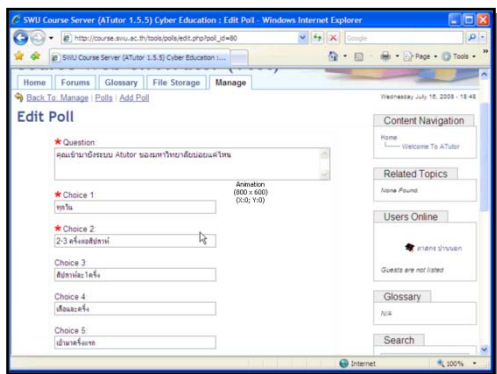 SWU Course Server (ATutor 1.5.5) Cyber Education : Edit Poll - Windows Internet Explorer
http://course.swu.ac.th/tools/polls/edit.php?poll_id=80
Google
SWU Course Server (ATutor 1.5.5) Cyber Education : ...
Page
Tools
Home Forums Glossary File Storage Manage
Back To: Manage | Polls | Add Poll
Wednesday July 16, 2008 - 16:48
Edit Poll
Content Navigation
Home
Welcome To ATutor
Question
คุณเข้ามายังระบบ Atutor ของมหาวิทยาลัยบ่อยแค่ไหน
Animation
(800 x 600)
(X:0; Y:0)
Related Topics
None Found
Choice 1:
ทุกวัน
Users Online
Choice 2:
2-3 ครั้งต่อสัปดาห์
Choice 3:
สัปดาห์ละ1ครั้ง
Guests are not listed
Choice 4:
เดือนละครั้ง
Glossary
N/A
Choice 5:
เข้ามาครั้งแรก
Search
Internet
100%